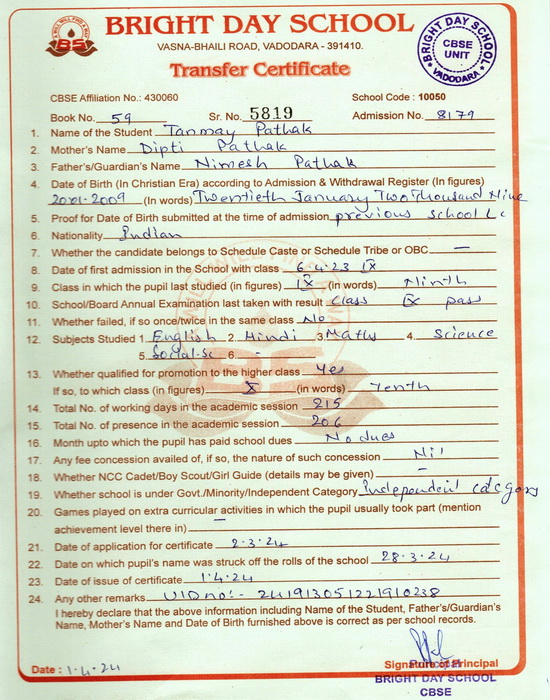 BRIGHT DAY SCHOOL
VASNA-BHAILI ROAD, VADODARA - 391410.
Transfer Certificate
BRIGHT DAY SCHOOL
CBSE
UNIT
VADODARA
BS
CBSE Affiliation No.: 430060 School Code : 10050
Book No. 59 Sr. No. 5819 Admission No. 8179
1. Name of the Student Tanmay Pathak
2. Mother's Name Dipti Pathak
3. Father's/Guardian's Name Nimesh Pathak
4. Date of Birth (In Christian Era) according to Admission & Withdrawal Register (In figures)
20-01-2009 (In words) Twentieth January Two Thousand Nine
5. Proof for Date of Birth submitted at the time of admission previous school Lc
6. Nationality Indian
7. Whether the candidate belongs to Schedule Caste or Schedule Tribe or OBC —
8. Date of first admission in the School with class 6-4-23 IX
9. Class in which the pupil last studied (in figures) IX (in words) Ninth
10. School/Board Annual Examination last taken with result Class IX pass
11. Whether failed, if so once/twice in the same class No
12. Subjects Studied 1. English 2. Hindi 3 Maths 4. Science
5. Social-Sc 6. -
13. Whether qualified for promotion to the higher class Yes
If so, to which class (in figures) X (in words) Tenth
14. Total No. of working days in the academic session 215
15. Total No. of presence in the academic session 206
16. Month upto which the pupil has paid school dues No dues
17. Any fee concession availed of, if so, the nature of such concession Nil
18. Whether NCC Cadet/Boy Scout/Girl Guide (details may be given) -
19. Whether school is under Govt./Minority/Independent Category Independent category
20. Games played on extra curricular activities in which the pupil usually took part (mention
achievement level there in) —
21. Date of application for certificate 2-3-24
22. Date on which pupil's name was struck off the rolls of the school 28-3-24
23. Date of issue of certificate 1-4-24
24. Any other remarks UID no:- 241913051221910238
I hereby declare that the above information including Name of the Student, Father's/Guardian's
Name, Mother's Name and Date of Birth furnished above is correct as per school records.
Date : 1-4-24 Signature of Principal
Principal
BRIGHT DAY SCHOOL
CBSE